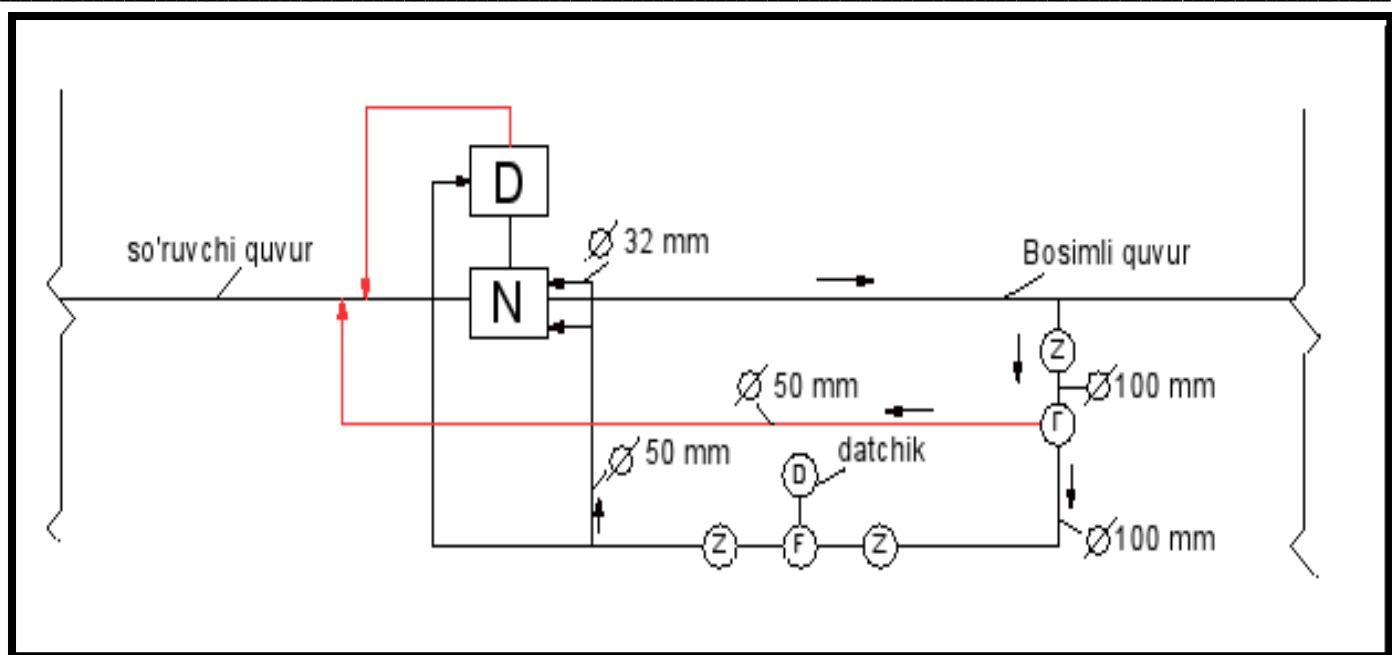 D
so'ruvchi quvur
Ø 32 mm
Bosimli quvur
N
Z
Ø 50 mm
Ø100 mm
Г
Ø 50 mm
datchik
D
Ø100 mm
Z
F
Z